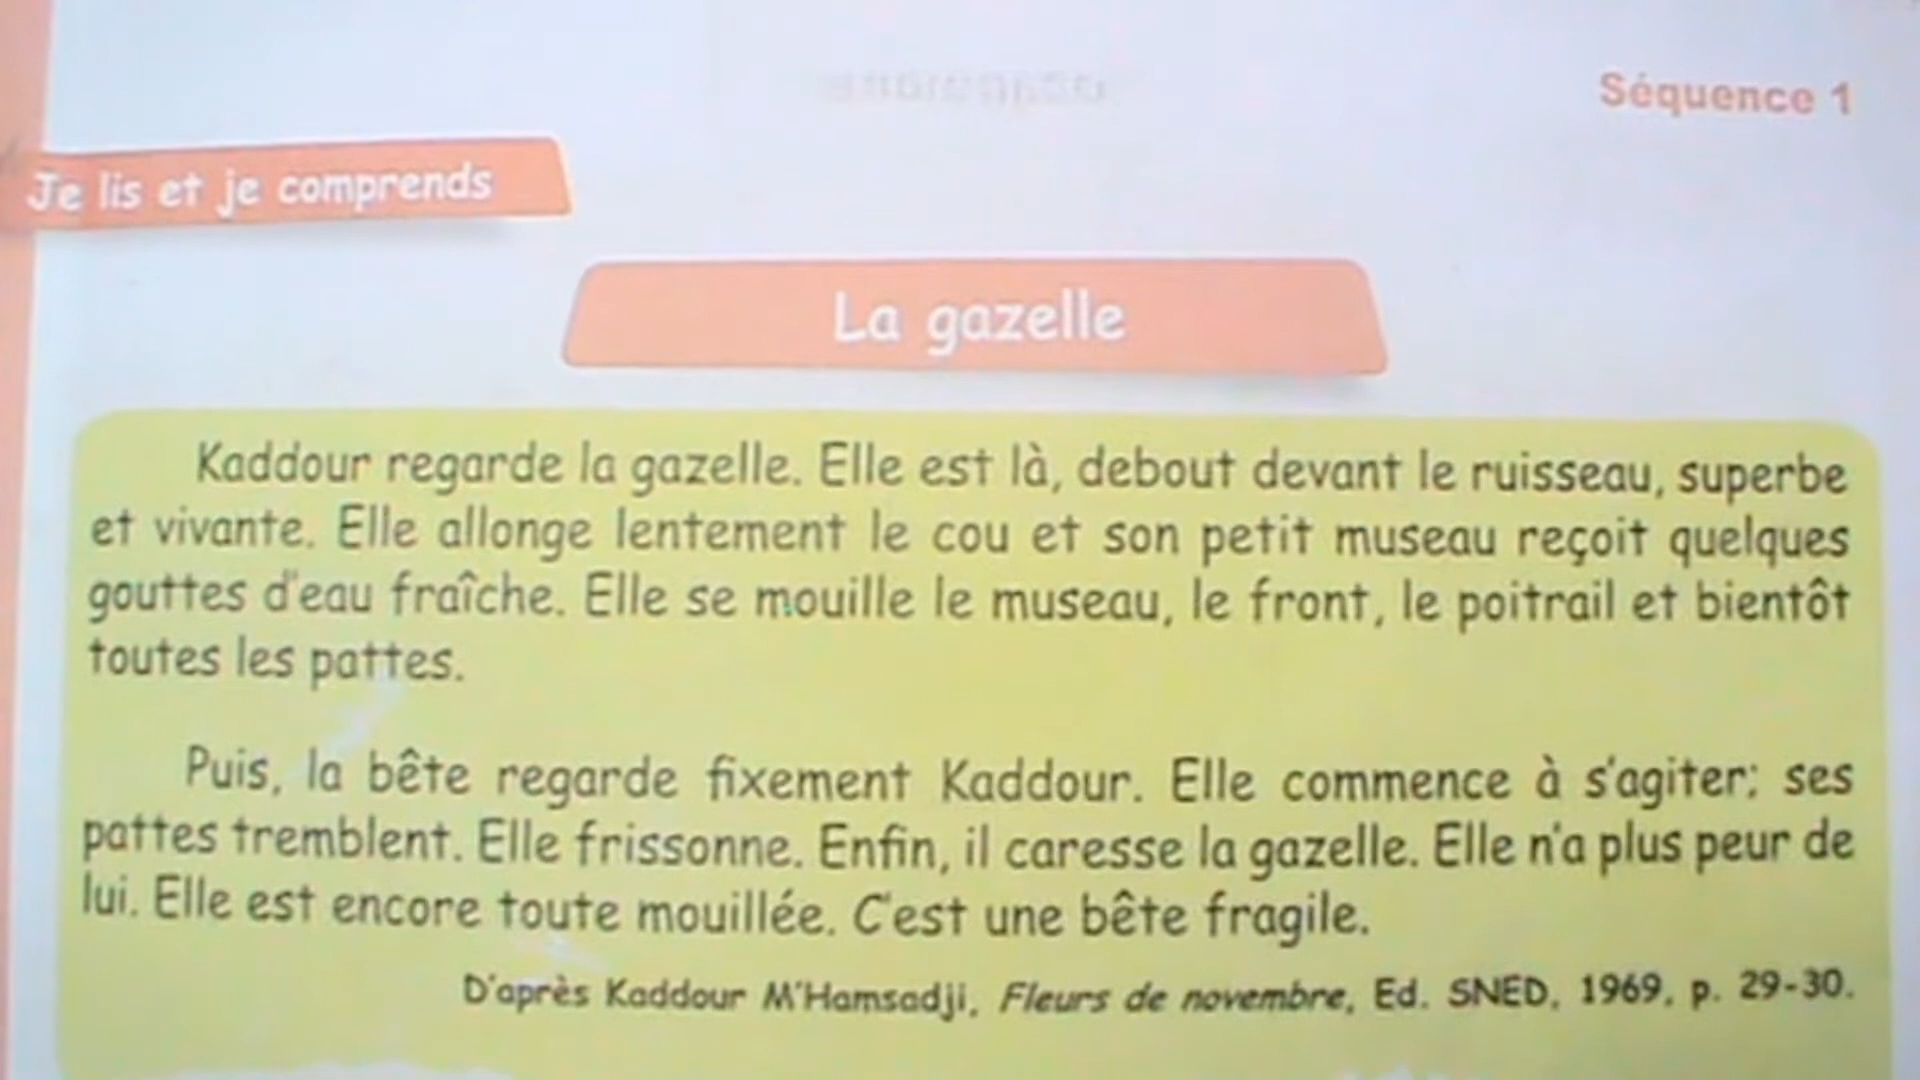 Séquence 1
Je lis et je comprends
La gazelle
Kaddour regarde la gazelle. Elle est là, debout devant le ruisseau, superbe
et vivante. Elle allonge lentement le cou et son petit museau reçoit quelques
gouttes d'eau fraîche. Elle se mouille le museau, le front, le poitrail et bientôt
toutes les pattes.
Puis, la bête regarde fixement Kaddour. Elle commence à s'agiter; ses
pattes tremblent. Elle frissonne. Enfin, il caresse la gazelle. Elle n'a plus peur de
lui. Elle est encore toute mouillée. C'est une bête fragile.
D'après Kaddour M'Hamsadji, Fleurs de novembre, Ed. SNED, 1969, p. 29-30.